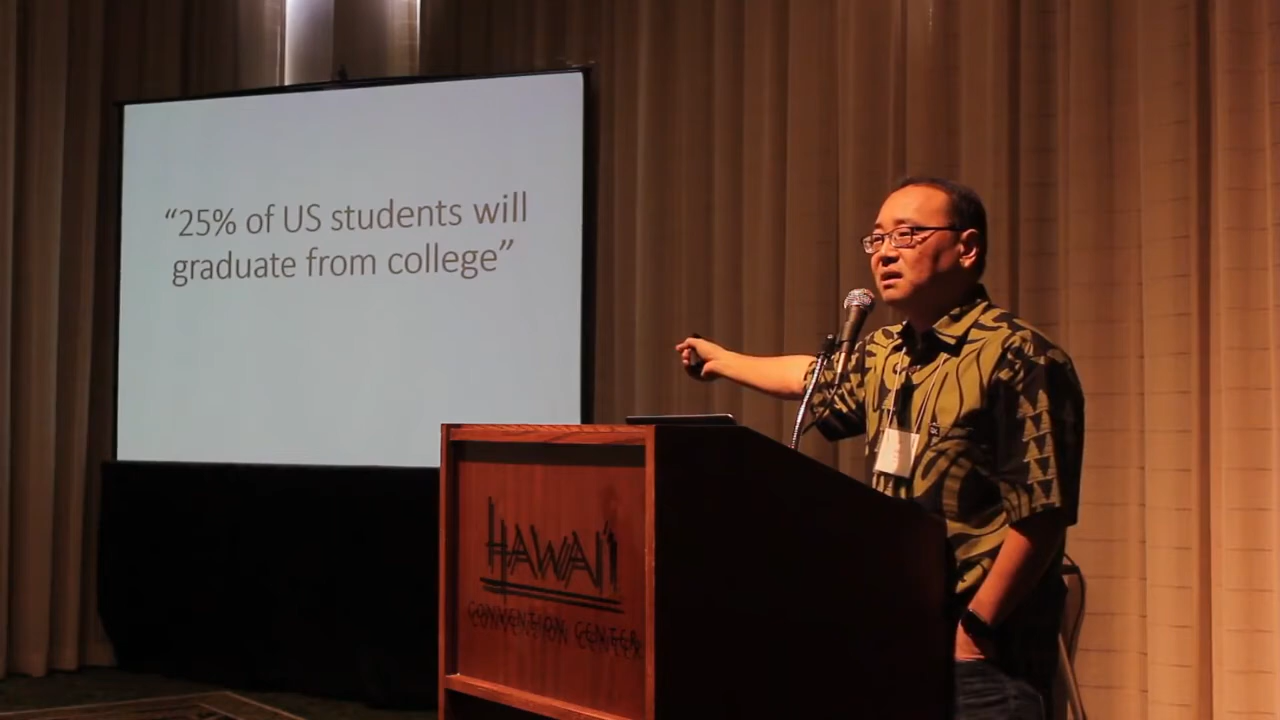 “25% of US students will
graduate from college”
HAWAI'I
CONVENTION CENTER